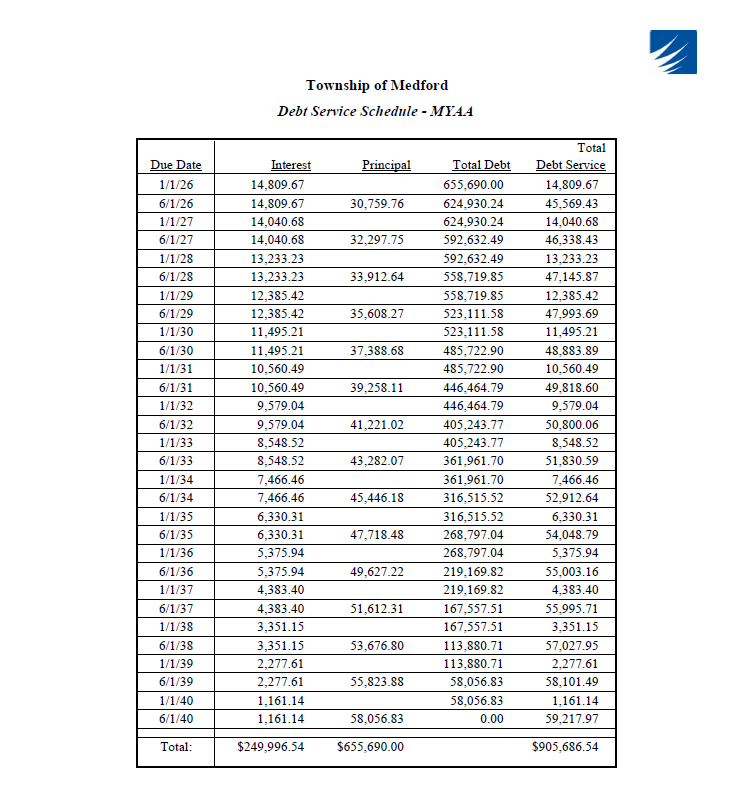 Township of Medford
Debt Service Schedule - MYAA
Total
Due Date Interest Principal Total Debt Debt Service
1/1/26 14,809.67 655,690.00 14,809.67
6/1/26 14,809.67 30,759.76 624,930.24 45,569.43
1/1/27 14,040.68 624,930.24 14,040.68
6/1/27 14,040.68 32,297.75 592,632.49 46,338.43
1/1/28 13,233.23 592,632.49 13,233.23
6/1/28 13,233.23 33,912.64 558,719.85 47,145.87
1/1/29 12,385.42 558,719.85 12,385.42
6/1/29 12,385.42 35,608.27 523,111.58 47,993.69
1/1/30 11,495.21 523,111.58 11,495.21
6/1/30 11,495.21 37,388.68 485,722.90 48,883.89
1/1/31 10,560.49 485,722.90 10,560.49
6/1/31 10,560.49 39,258.11 446,464.79 49,818.60
1/1/32 9,579.04 446,464.79 9,579.04
6/1/32 9,579.04 41,221.02 405,243.77 50,800.06
1/1/33 8,548.52 405,243.77 8,548.52
6/1/33 8,548.52 43,282.07 361,961.70 51,830.59
1/1/34 7,466.46 361,961.70 7,466.46
6/1/34 7,466.46 45,446.18 316,515.52 52,912.64
1/1/35 6,330.31 316,515.52 6,330.31
6/1/35 6,330.31 47,718.48 268,797.04 54,048.79
1/1/36 5,375.94 268,797.04 5,375.94
6/1/36 5,375.94 49,627.22 219,169.82 55,003.16
1/1/37 4,383.40 219,169.82 4,383.40
6/1/37 4,383.40 51,612.31 167,557.51 55,995.71
1/1/38 3,351.15 167,557.51 3,351.15
6/1/38 3,351.15 53,676.80 113,880.71 57,027.95
1/1/39 2,277.61 113,880.71 2,277.61
6/1/39 2,277.61 55,823.88 58,056.83 58,101.49
1/1/40 1,161.14 58,056.83 1,161.14
6/1/40 1,161.14 58,056.83 0.00 59,217.97
Total: $249,996.54 $655,690.00 $905,686.54